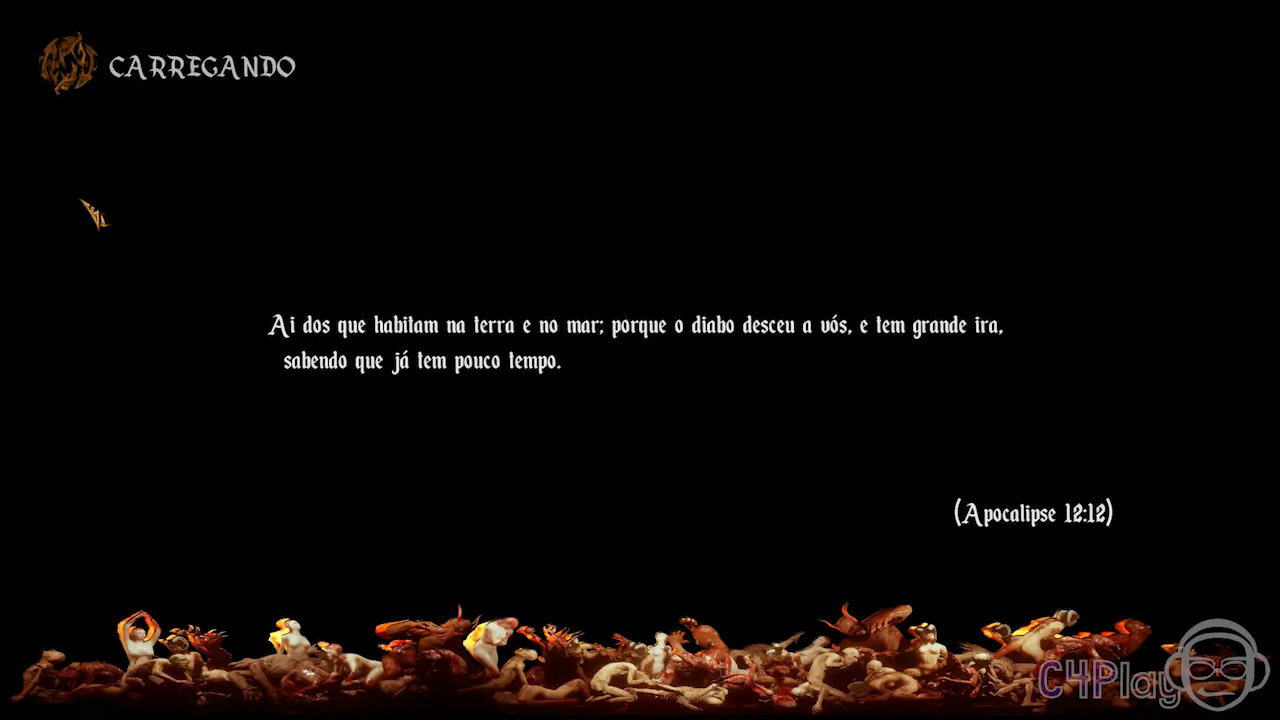 CARREGANDO
Ai dos que habitam na terra e no mar; porque o diabo desceu a vós, e tem grande ira,
sabendo que já tem pouco tempo.
(Apocalipse 12:12)
C4Play